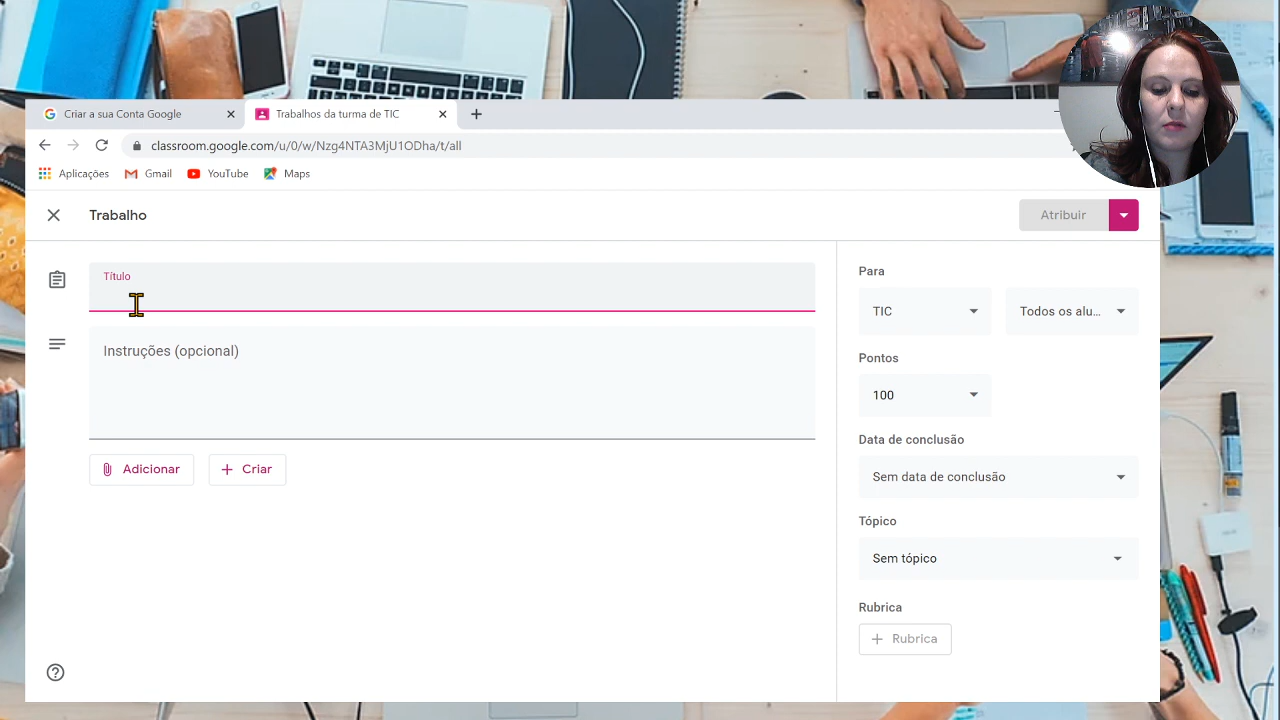 Criar a sua Conta Google
Trabalhos da turma de TIC
classroom.google.com/u/0/w/Nzg4NTA3MjU1ODha/t/all
Aplicações
Gmail
YouTube
Maps
Trabalho
Atribuir
Título
Instruções (opcional)
Adicionar
Criar
Para
TIC
Todos os alu...
Pontos
100
Data de conclusão
Sem data de conclusão
Tópico
Sem tópico
Rubrica
Rubrica